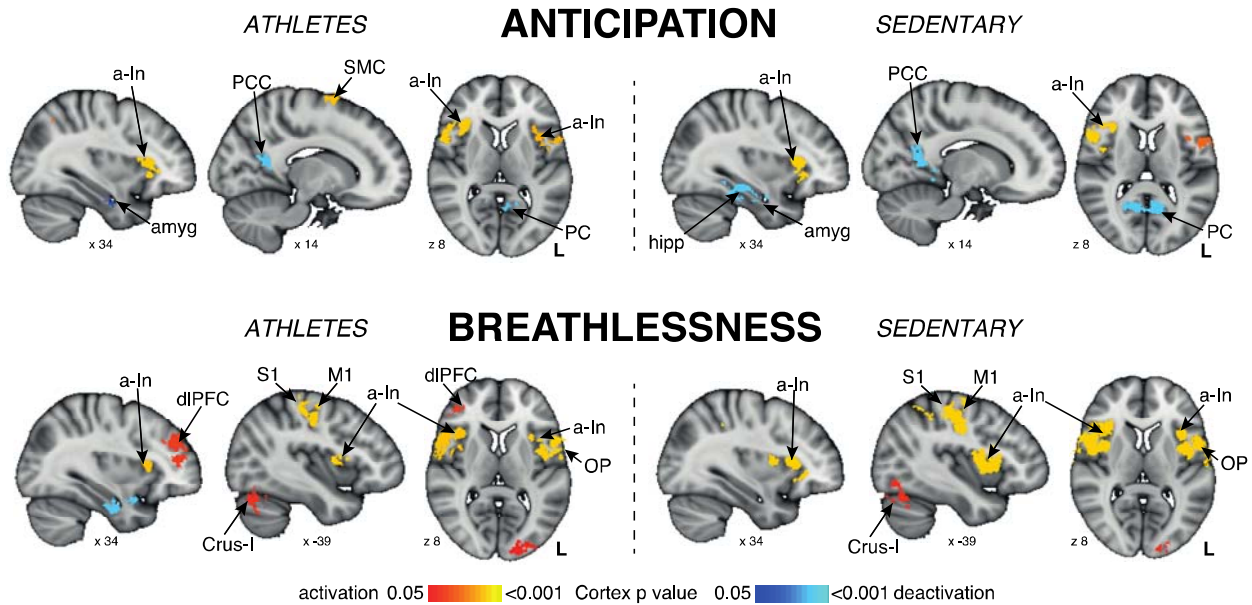 ATHLETES ANTICIPATION SEDENTARY
a-In PCC SMC a-In a-In amyg PC
x 34 x 14 z 8 L
a-In PCC a-In hipp amyg PC
x 34 x 14 z 8 L
ATHLETES BREATHLESSNESS SEDENTARY
a-In dlPFC S1 M1 a-In dlPFC a-In OP Crus-I
x 34 x -39 z 8 L
a-In S1 M1 a-In a-In OP Crus-I
x 34 x -39 z 8 L
activation 0.05 <0.001 Cortex p value 0.05 <0.001 deactivation